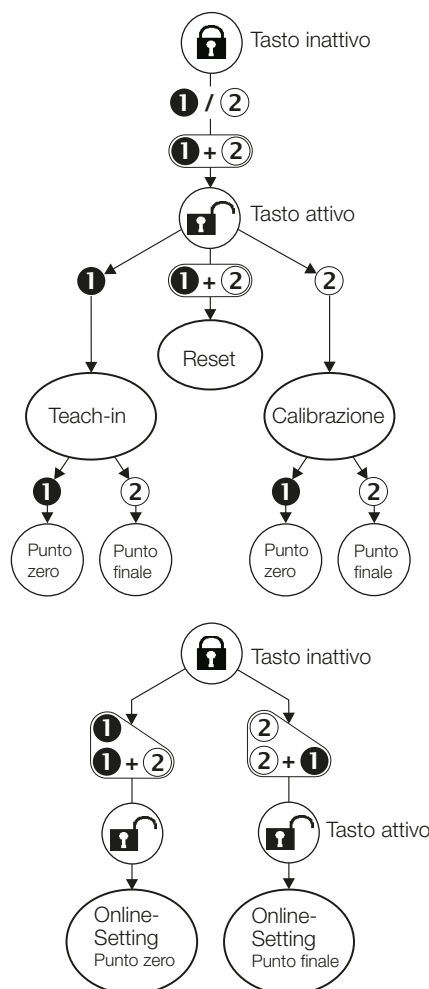 Tasto inattivo
1 / 2
1 + 2
Tasto attivo
1
1 + 2
2
Reset
Teach-in
Calibrazione
1
2
1
2
Punto
zero
Punto
finale
Punto
zero
Punto
finale
Tasto inattivo
1
1 + 2
2
2 + 1
Tasto attivo
Online-
Setting
Punto zero
Online-
Setting
Punto finale